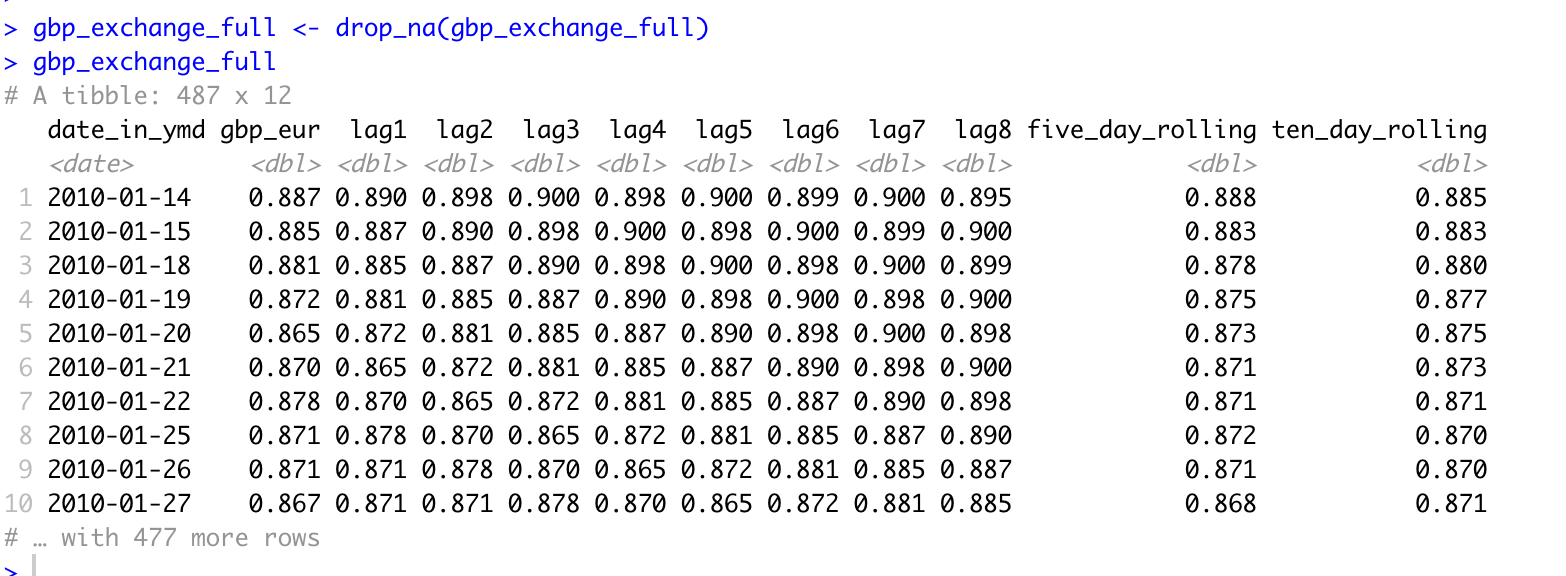 > gbp_exchange_full <- drop_na(gbp_exchange_full)
> gbp_exchange_full
# A tibble: 487 x 12
date_in_ymd gbp_eur lag1 lag2 lag3 lag4 lag5 lag6 lag7 lag8 five_day_rolling ten_day_rolling
<date> <dbl> <dbl> <dbl> <dbl> <dbl> <dbl> <dbl> <dbl> <dbl> <dbl> <dbl>
1 2010-01-14 0.887 0.890 0.898 0.900 0.898 0.900 0.899 0.900 0.895 0.888 0.885
2 2010-01-15 0.885 0.887 0.890 0.898 0.900 0.898 0.900 0.899 0.900 0.883 0.883
3 2010-01-18 0.881 0.885 0.887 0.890 0.898 0.900 0.898 0.900 0.899 0.878 0.880
4 2010-01-19 0.872 0.881 0.885 0.887 0.890 0.898 0.900 0.898 0.900 0.875 0.877
5 2010-01-20 0.865 0.872 0.881 0.885 0.887 0.890 0.898 0.900 0.898 0.873 0.875
6 2010-01-21 0.870 0.865 0.872 0.881 0.885 0.887 0.890 0.898 0.900 0.871 0.873
7 2010-01-22 0.878 0.870 0.865 0.872 0.881 0.885 0.887 0.890 0.898 0.871 0.871
8 2010-01-25 0.871 0.878 0.870 0.865 0.872 0.881 0.885 0.887 0.890 0.872 0.870
9 2010-01-26 0.871 0.871 0.878 0.870 0.865 0.872 0.881 0.885 0.887 0.871 0.870
10 2010-01-27 0.867 0.871 0.871 0.878 0.870 0.865 0.872 0.881 0.885 0.868 0.871
# … with 477 more rows
>